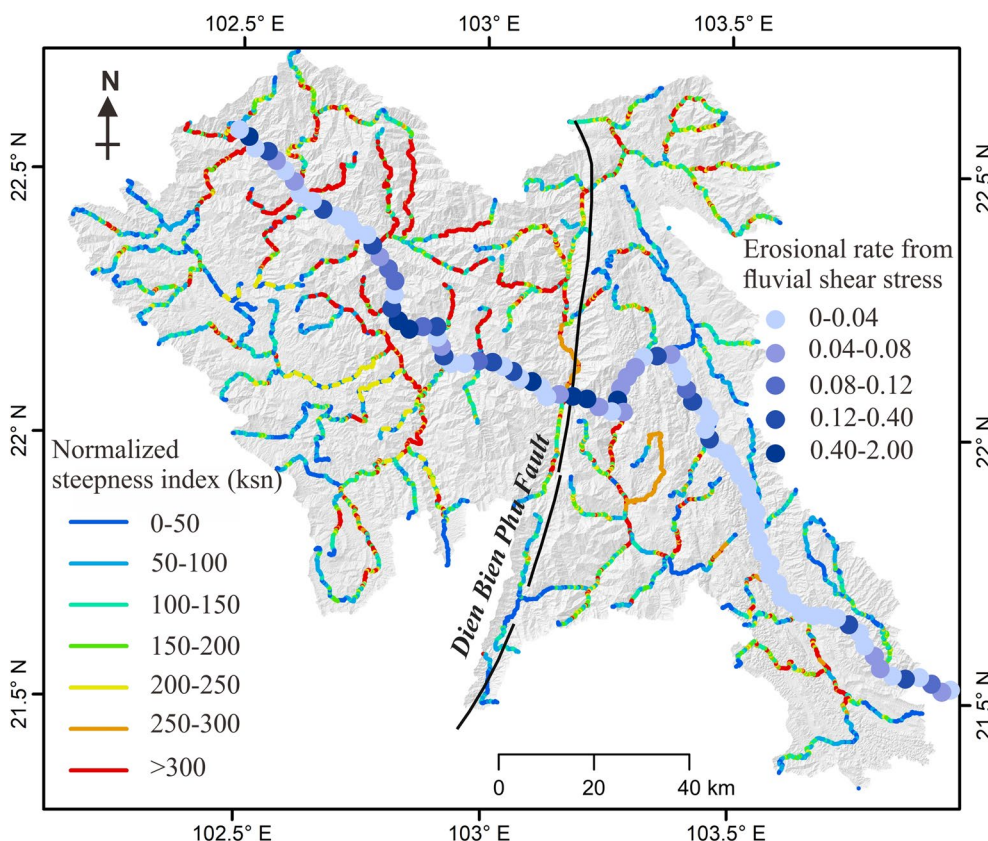 102.5° E
103° E
103.5° E
N
22.5° N
22° N
21.5° N
22.5° N
22° N
21.5° N
Erosional rate from
fluvial shear stress
0-0.04
0.04-0.08
0.08-0.12
0.12-0.40
0.40-2.00
Normalized
steepness index (ksn)
0-50
50-100
100-150
150-200
200-250
250-300
>300
Dien Bien Phu Fault
0 20 40 km
102.5° E
103° E
103.5° E